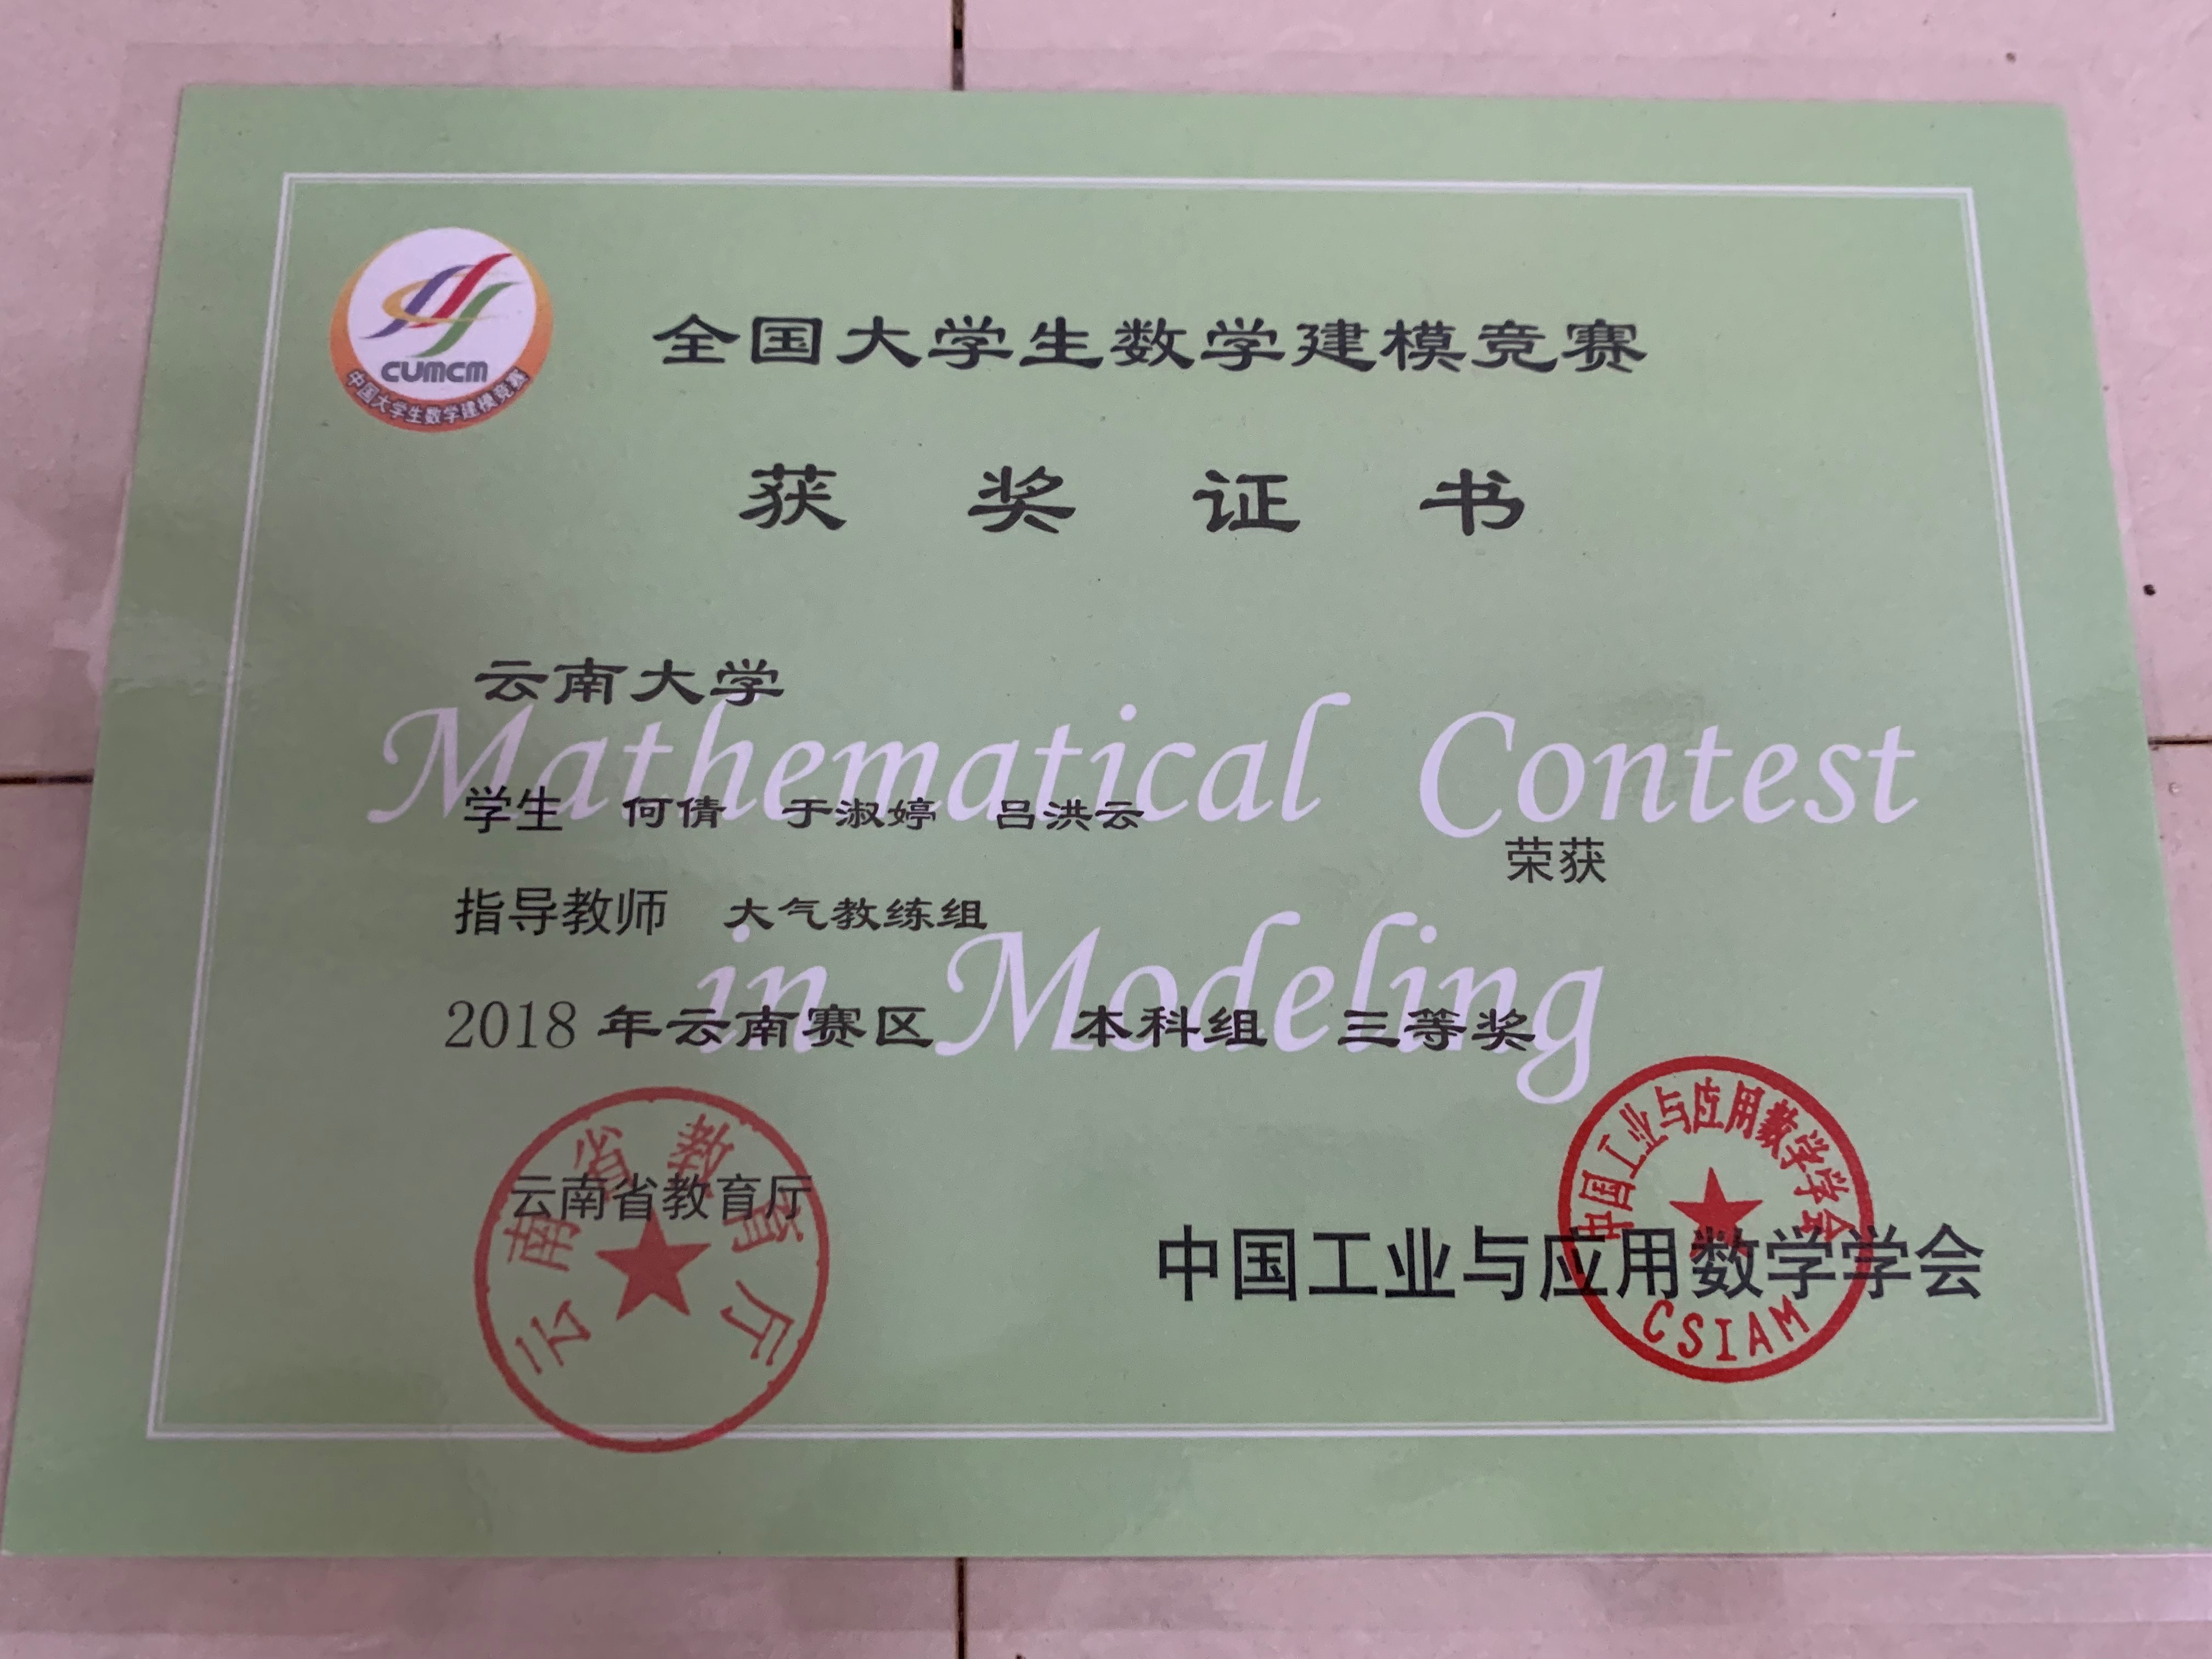 CUMCM
中国大学生数学建模竞赛
全国大学生数学建模竞赛
获 奖 证 书
云南大学
Mathematical Contest
学生 何倩 于淑婷 吕洪云
荣获
指导教师 大气教练组
in Modeling
2018 年云南赛区 本科组 三等奖
云南省教育厅
云南省教育厅
中国工业与应用数学学会
中国工业与应用数学学会
CSIAM